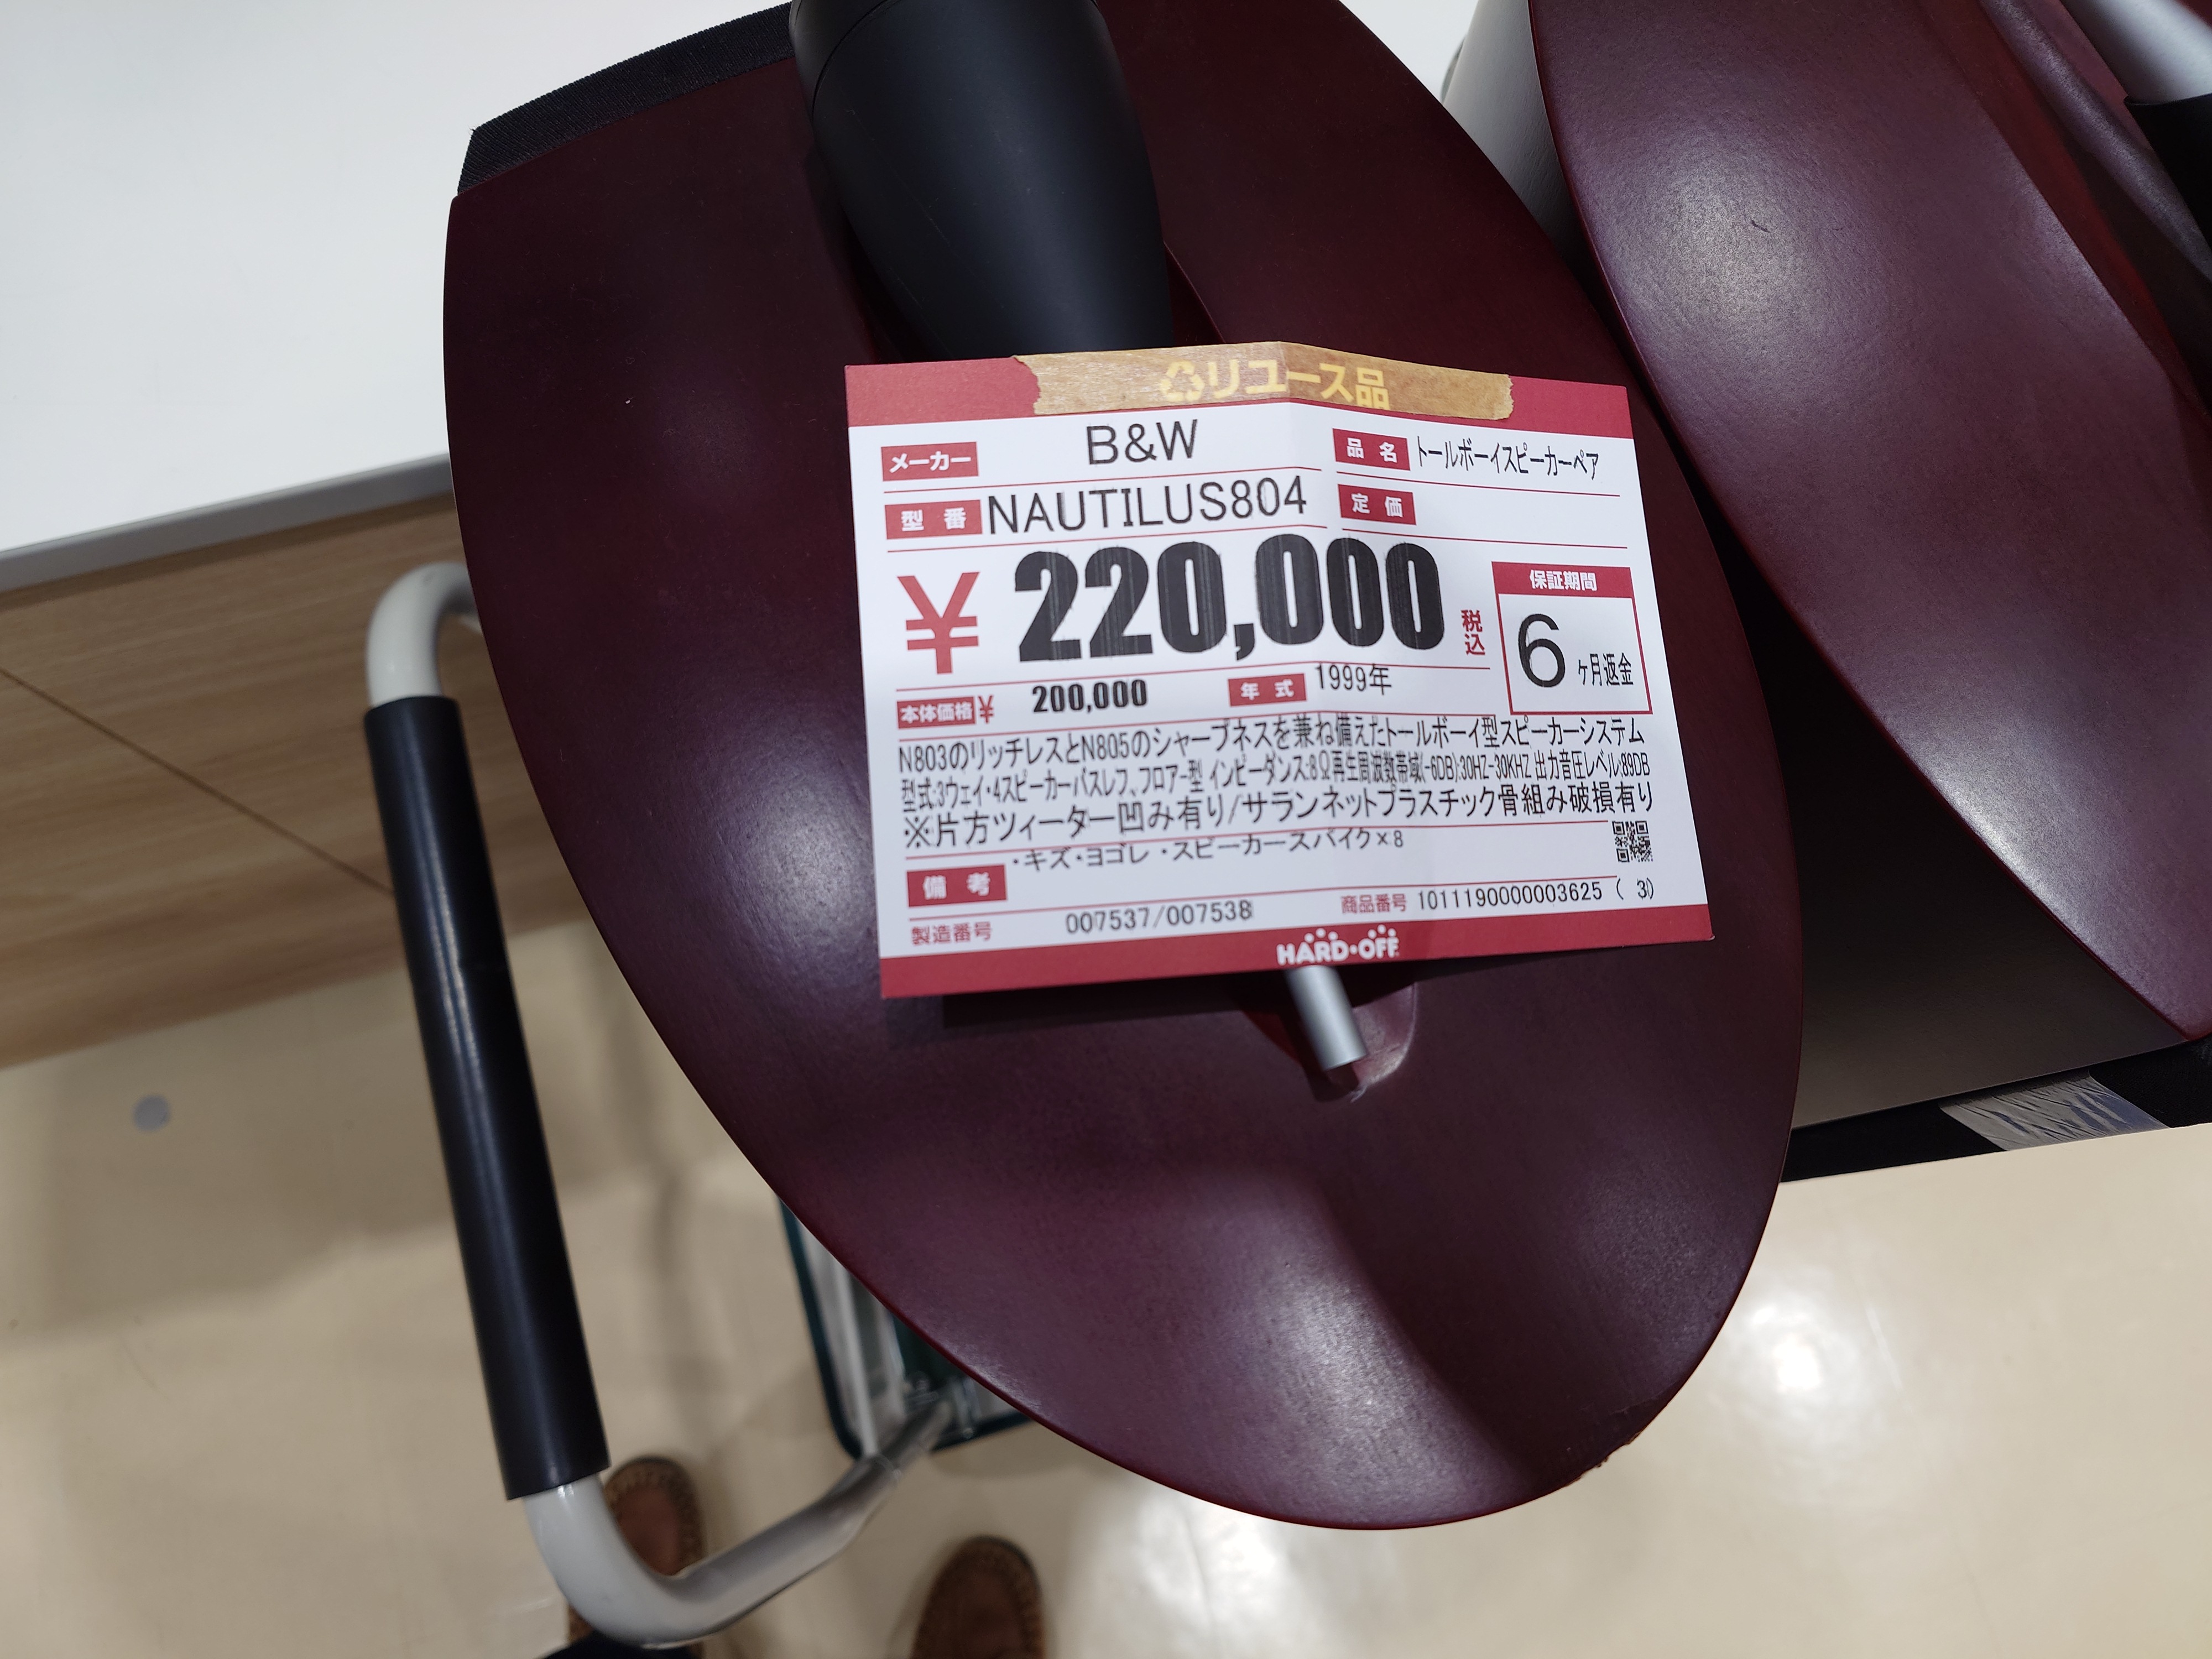 リユース品
メーカー B&W 品名 トールボーイスピーカーペア
型番 NAUTILUS804 定価
¥220,000 税込
保証期間
6ヶ月返金
本体価格¥ 200,000 年式 1999年
N803のリッチレスとN805のシャープネスを兼ね備えたトールボーイ型スピーカーシステム
型式:3ウェイ・4スピーカーバスレフ、フロアー型 インピーダンス:8Ω再生周波数帯域(-6DB):30HZ-30KHZ 出力音圧レベル:89DB
※片方ツィーター凹み有り/サランネットプラスチック骨組み破損有り
備考 ・キズ・ヨゴレ ・スピーカースパイク×8
製造番号 007537/007538 商品番号 1011190000003625 ( 3)
HARD・OFF